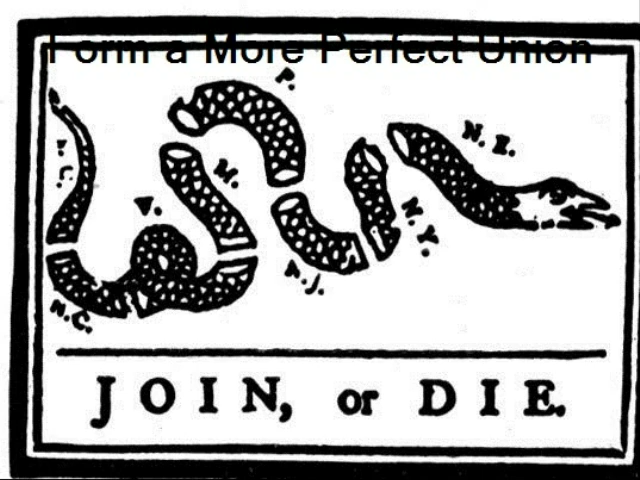 Form a More Perfect Union
P.
N. E.
M.
S. C.
V.
N. Y.
N. J.
N.C.
JOIN, or DIE.